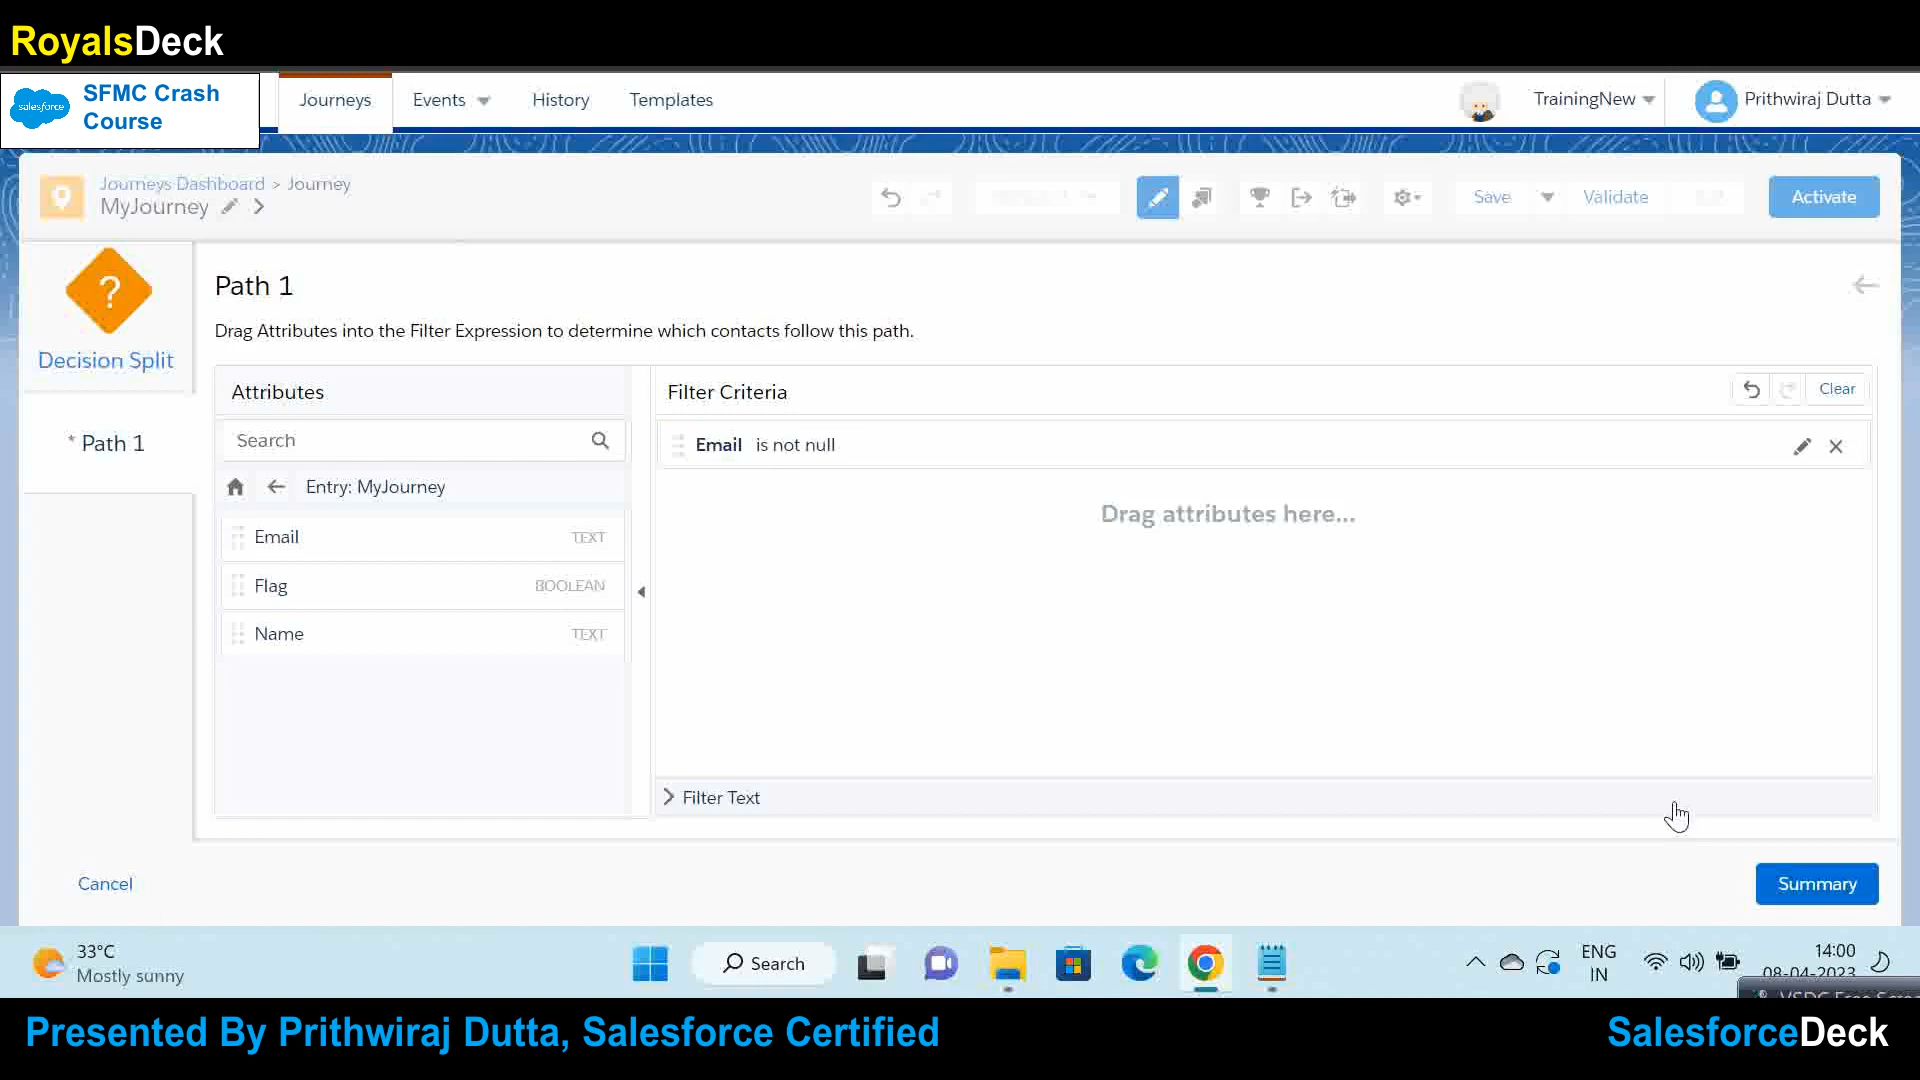 RoyalsDeck
salesforce
SFMC Crash
Course
Journeys
Events
History
Templates
TrainingNew
Prithwiraj Dutta
Journeys Dashboard > Journey
MyJourney
Save
Validate
Activate
?
Decision Split
* Path 1
Path 1
Drag Attributes into the Filter Expression to determine which contacts follow this path.
Attributes
Search
Entry: MyJourney
Email TEXT
Flag BOOLEAN
Name TEXT
Filter Criteria
Clear
Email is not null
Drag attributes here...
Filter Text
Cancel
Summary
33°C
Mostly sunny
Search
ENG
IN
14:00
08-04-2023
Presented By Prithwiraj Dutta, Salesforce Certified
SalesforceDeck